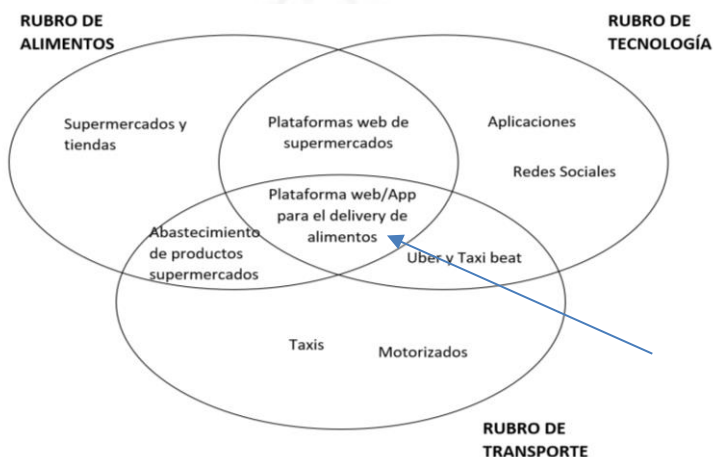 RUBRO DE
ALIMENTOS
RUBRO DE
TECNOLOGÍA
Supermercados y
tiendas
Plataformas web de
supermercados
Aplicaciones
Redes Sociales
Plataforma web/App
para el delivery de
alimentos
Abastecimiento
de productos
supermercados
Uber y Taxi beat
Taxis
Motorizados
RUBRO DE
TRANSPORTE